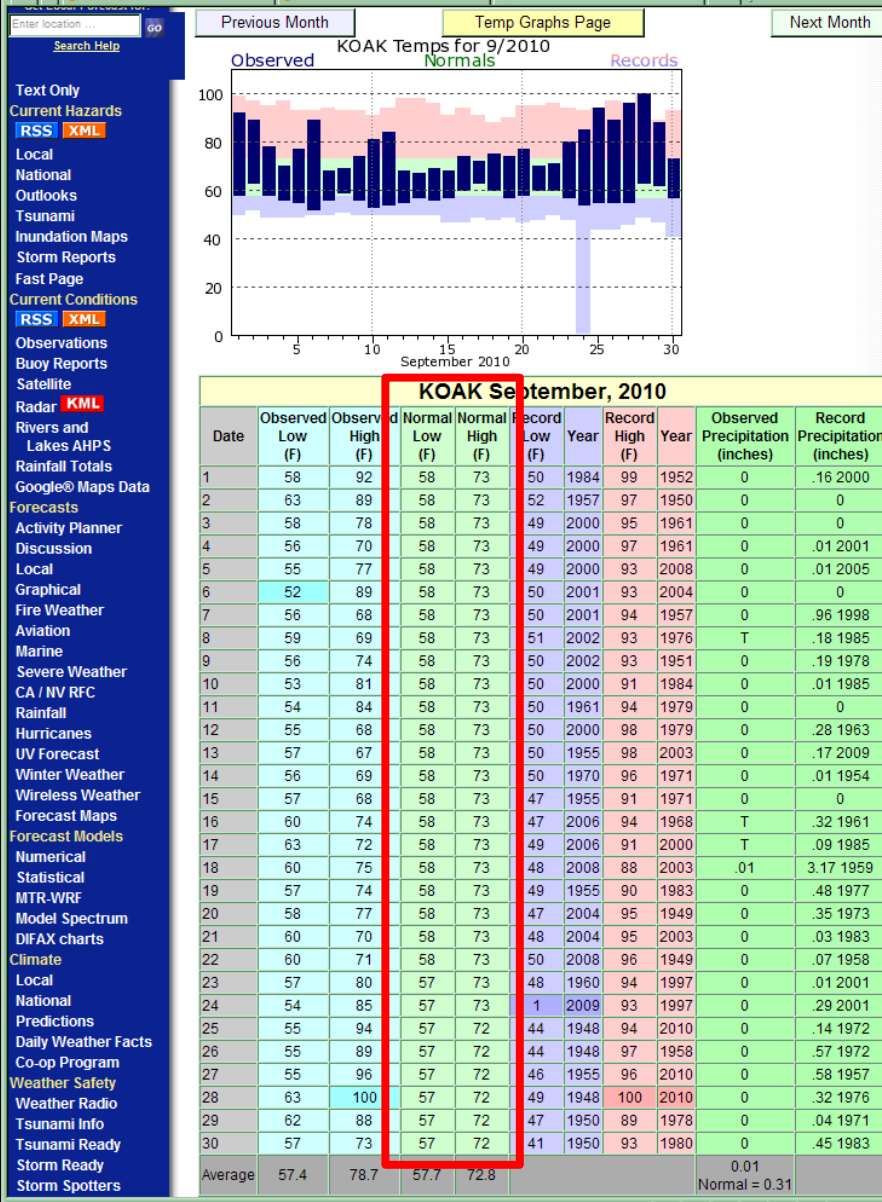 Get Local Forecast for:
Enter location ...
GO
Search Help
Text Only
Current Hazards
RSS XML
Local
National
Outlooks
Tsunami
Inundation Maps
Storm Reports
Fast Page
Current Conditions
RSS XML
Observations
Buoy Reports
Satellite
Radar KML
Rivers and
Lakes AHPS
Rainfall Totals
Google® Maps Data
Forecasts
Activity Planner
Discussion
Local
Graphical
Fire Weather
Aviation
Marine
Severe Weather
CA / NV RFC
Rainfall
Hurricanes
UV Forecast
Winter Weather
Wireless Weather
Forecast Maps
Forecast Models
Numerical
Statistical
MTR-WRF
Model Spectrum
DIFAX charts
Climate
Local
National
Predictions
Daily Weather Facts
Co-op Program
Weather Safety
Weather Radio
Tsunami Info
Tsunami Ready
Storm Ready
Storm Spotters
Previous Month Temp Graphs Page Next Month
KOAK Temps for 9/2010
Observed Normals Records
100
80
60
40
20
0
5 10 15 20 25 30
September 2010
KOAK September, 2010
Date Observed Low (F) Observed High (F) Normal Low (F) Normal High (F) Record Low (F) Year Record High (F) Year Observed Precipitation (inches) Record Precipitation (inches)
1 58 92 58 73 50 1984 99 1952 0 .16 2000
2 63 89 58 73 52 1957 97 1950 0 0
3 58 78 58 73 49 2000 95 1961 0 0
4 56 70 58 73 49 2000 97 1961 0 .01 2001
5 55 77 58 73 49 2000 93 2008 0 .01 2005
6 52 89 58 73 50 2001 93 2004 0 0
7 56 68 58 73 50 2001 94 1957 0 .96 1998
8 59 69 58 73 51 2002 93 1976 T .18 1985
9 56 74 58 73 50 2002 93 1951 0 .19 1978
10 53 81 58 73 50 2000 91 1984 0 .01 1985
11 54 84 58 73 50 1961 94 1979 0 0
12 55 68 58 73 50 2000 98 1979 0 .28 1963
13 57 67 58 73 50 1955 98 2003 0 .17 2009
14 56 69 58 73 50 1970 96 1971 0 .01 1954
15 57 68 58 73 47 1955 91 1971 0 0
16 60 74 58 73 47 2006 94 1968 T .32 1961
17 63 72 58 73 49 2006 91 2000 T .09 1985
18 60 75 58 73 48 2008 88 2003 .01 3.17 1959
19 57 74 58 73 49 1955 90 1983 0 .48 1977
20 58 77 58 73 47 2004 95 1949 0 .35 1973
21 60 70 58 73 48 2004 95 2003 0 .03 1983
22 60 71 58 73 50 2008 96 1949 0 .07 1958
23 57 80 57 73 48 1960 94 1997 0 .01 2001
24 54 85 57 73 1 2009 93 1997 0 .29 2001
25 55 94 57 72 44 1948 94 2010 0 .14 1972
26 55 89 57 72 44 1948 97 1958 0 .57 1972
27 55 96 57 72 46 1955 96 2010 0 .58 1957
28 63 100 57 72 49 1948 100 2010 0 .32 1976
29 62 88 57 72 47 1950 89 1978 0 .04 1971
30 57 73 57 72 41 1950 93 1980 0 .45 1983
Average 57.4 78.7 57.7 72.8 0.01
Normal = 0.31